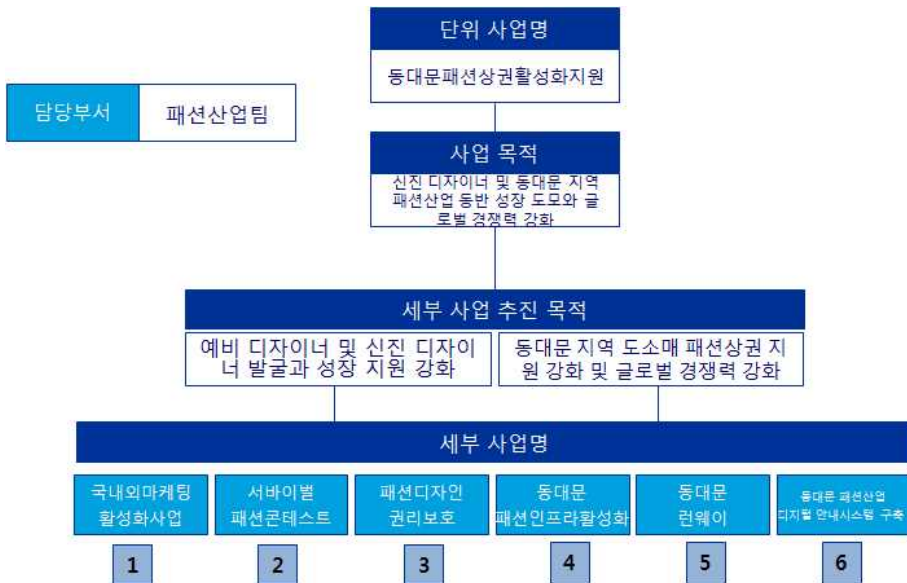 단위 사업명
동대문패션상권활성화지원
담당부서
패션산업팀
사업 목적
신진 디자이너 및 동대문 지역
패션산업 동반 성장 도모와 글
로벌 경쟁력 강화
세부 사업 추진 목적
예비 디자이너 및 신진 디자이
너 발굴과 성장 지원 강화
동대문 지역 도소매 패션상권 지
원 강화 및 글로벌 경쟁력 강화
세부 사업명
국내외마케팅
활성화사업
서바이벌
패션콘테스트
패션디자인
권리보호
동대문
패션인프라활성화
동대문
런웨이
동대문 패션산업
디지털 안내시스템 구축
1
2
3
4
5
6